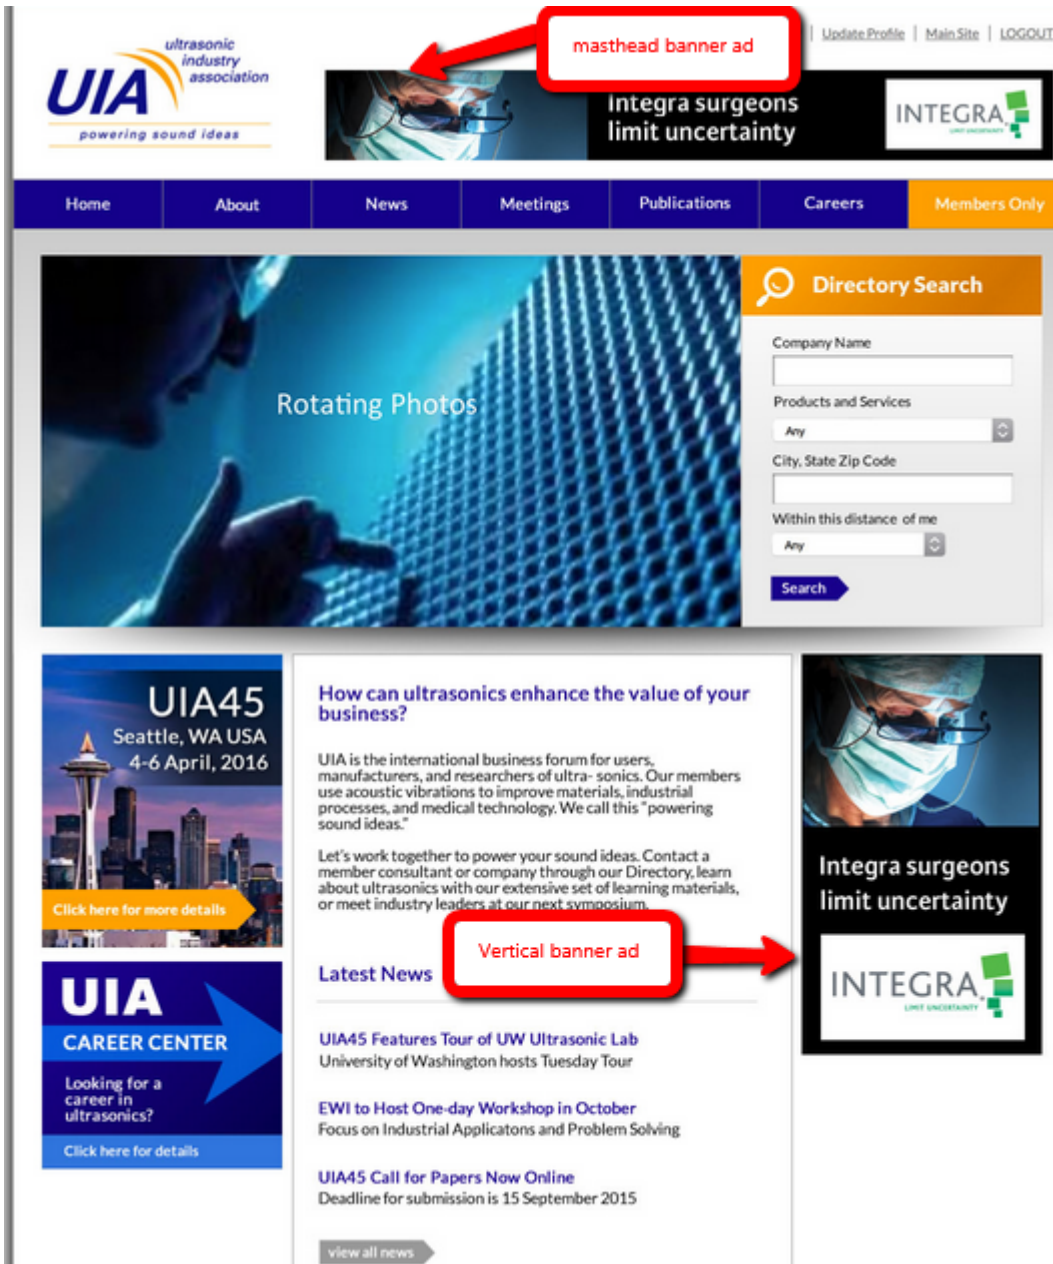 ultrasonic
industry
association
UIA
powering sound ideas
masthead banner ad
Update Profile | Main Site | LOGOUT
Integra surgeons
limit uncertainty
INTEGRA
LIMIT UNCERTAINTY
Home
About
News
Meetings
Publications
Careers
Members Only
Rotating Photos
Directory Search
Company Name
Products and Services
Any
City, State Zip Code
Within this distance of me
Any
Search
UIA45
Seattle, WA USA
4-6 April, 2016
Click here for more details
UIA
CAREER CENTER
Looking for a
career in
ultrasonics?
Click here for details
How can ultrasonics enhance the value of your
business?
UIA is the international business forum for users,
manufacturers, and researchers of ultra- sonics. Our members
use acoustic vibrations to improve materials, industrial
processes, and medical technology. We call this "powering
sound ideas."
Let's work together to power your sound ideas. Contact a
member consultant or company through our Directory, learn
about ultrasonics with our extensive set of learning materials,
or meet industry leaders at our next symposium.
Vertical banner ad
Latest News
UIA45 Features Tour of UW Ultrasonic Lab
University of Washington hosts Tuesday Tour
EWI to Host One-day Workshop in October
Focus on Industrial Applicatons and Problem Solving
UIA45 Call for Papers Now Online
Deadline for submission is 15 September 2015
view all news
Integra surgeons
limit uncertainty
INTEGRA
LIMIT UNCERTAINTY